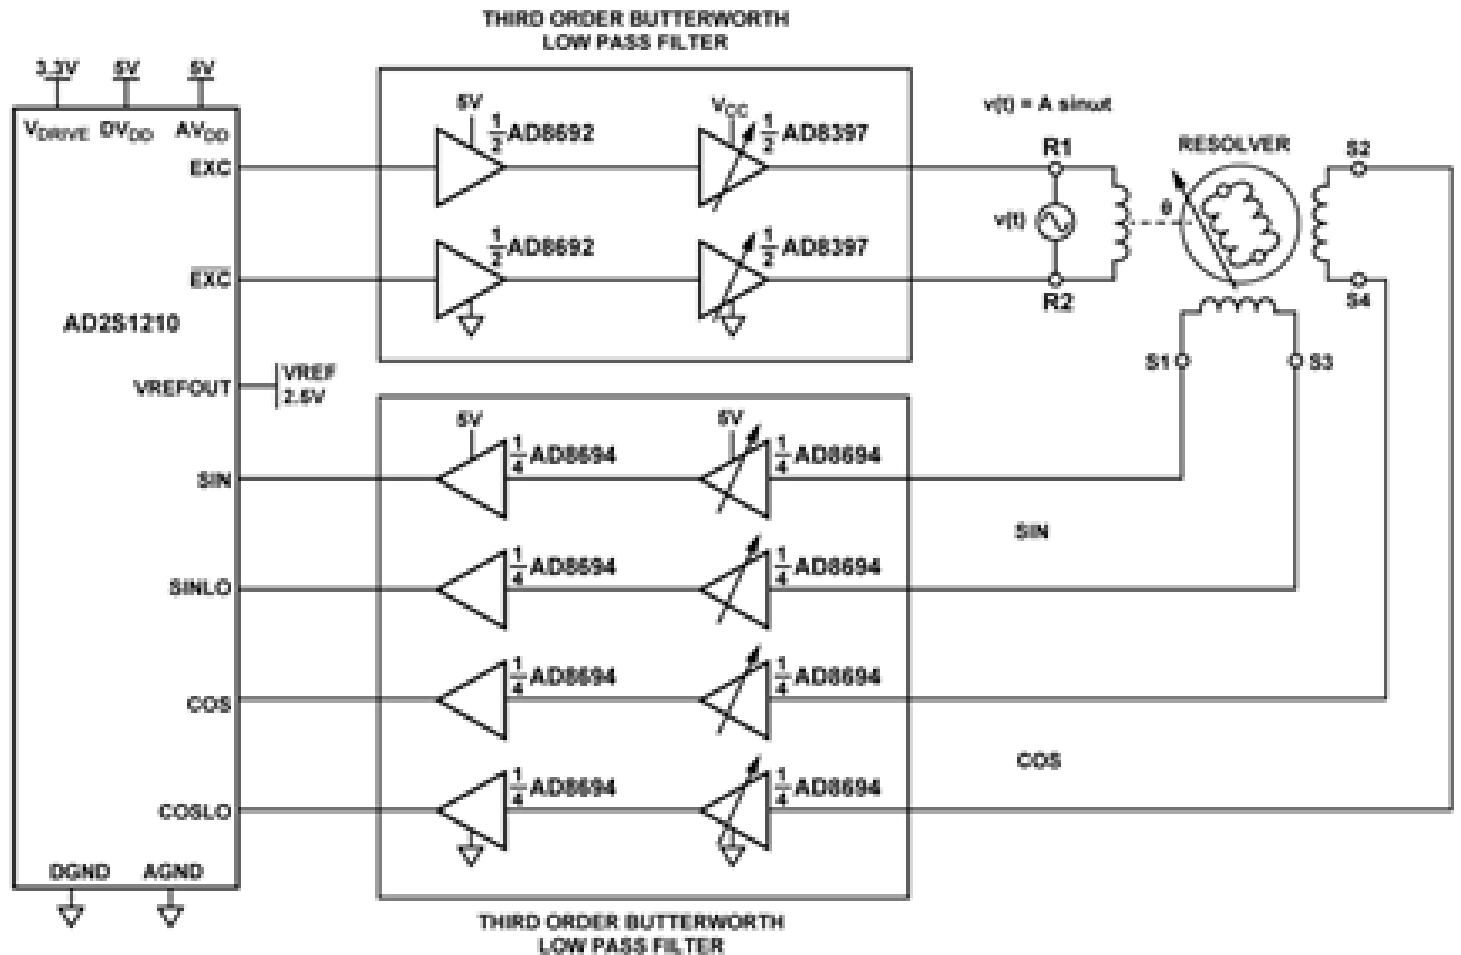 THIRD ORDER BUTTERWORTH
LOW PASS FILTER
3.3V 5V 5V
VDRIVE DVDD AVDD
EXC
EXC
AD2S1210
VREFOUT
VREF
2.5V
SIN
SINLO
COS
COSLO
DGND AGND
5V
1/2 AD8692
VCC
1/2 AD8397
1/2 AD8692
1/2 AD8397
v(t) = A sinωt
R1
v(t)
R2
RESOLVER
θ
S2
S4
S1
S3
5V
1/4 AD8694
5V
1/4 AD8694
SIN
1/4 AD8694
1/4 AD8694
1/4 AD8694
1/4 AD8694
COS
1/4 AD8694
1/4 AD8694
THIRD ORDER BUTTERWORTH
LOW PASS FILTER